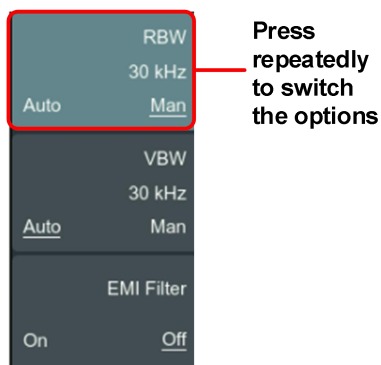 RBW
30 kHz
Auto Man
VBW
30 kHz
Auto Man
EMI Filter
On Off
Press
repeatedly
to switch
the options